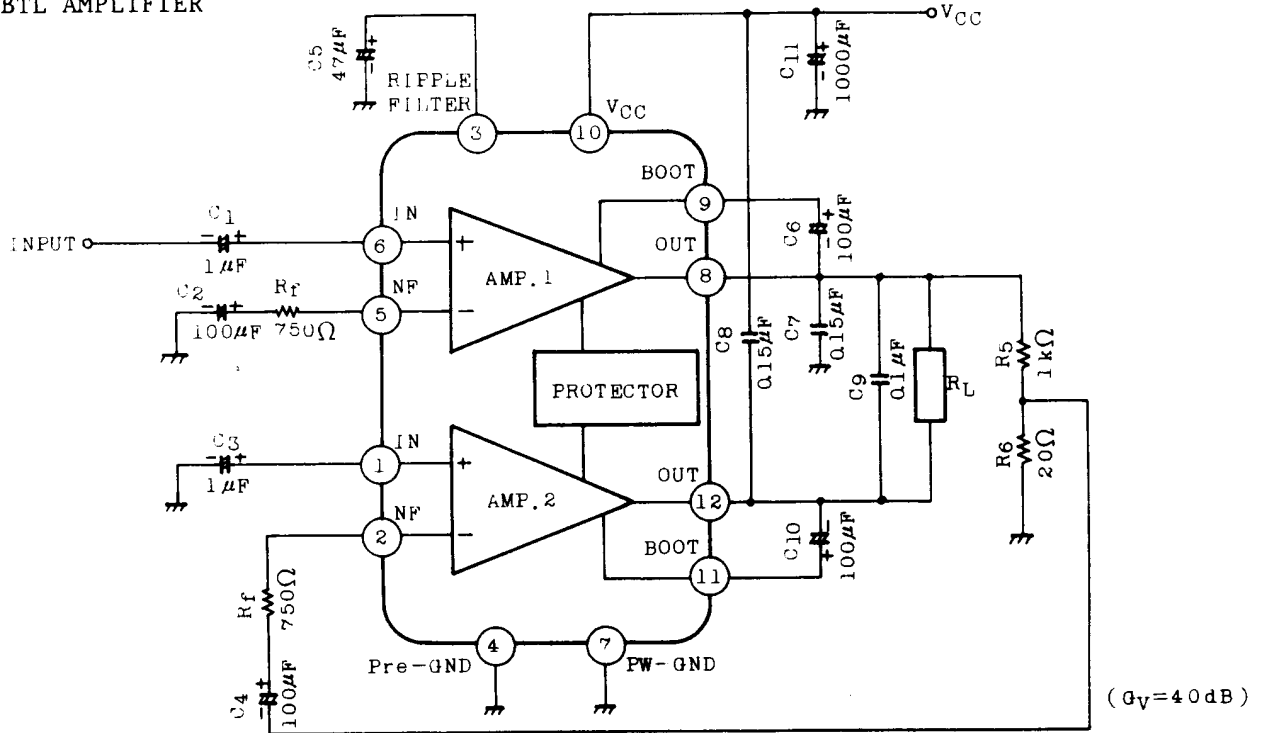 BTL AMPLIFIER
VCC
C5
47μF
RIPPLE
FILTER
C11
1000μF
VCC
3
10
BOOT
9
C1
IN
C6
100μF
INPUT
1μF
6
+
OUT
AMP.1
8
C2
Rf
NF
100μF
750Ω
5
−
C8
0.15μF
C7
0.15μF
C9
0.1μF
RL
R5
1kΩ
PROTECTOR
C3
IN
1μF
1
+
R6
20Ω
OUT
AMP.2
12
NF
2
−
BOOT
C10
100μF
11
Rf
750Ω
4
7
Pre-GND
PW-GND
C4
100μF
(GV=40dB)